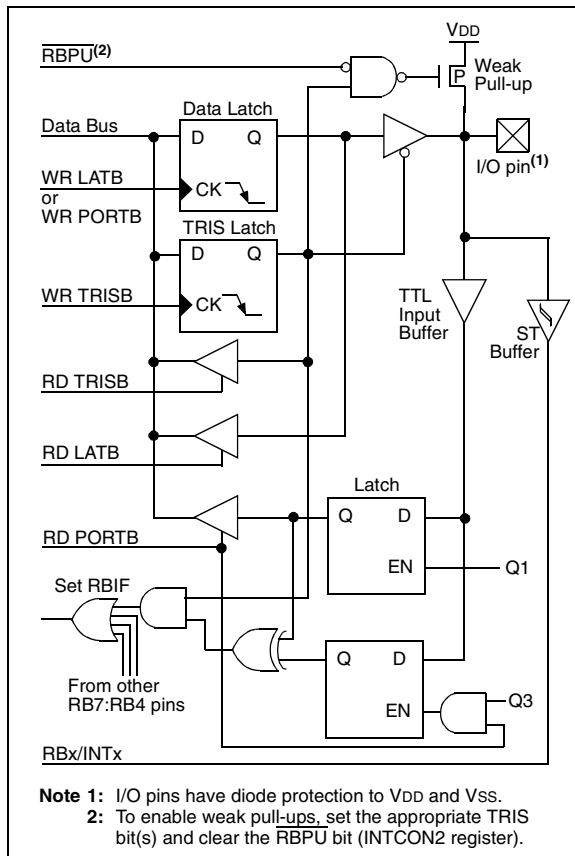 VDD
RBPU(2)
Weak
Pull-up
P
Data Latch
Data Bus
D Q
I/O pin(1)
WR LATB
or
WR PORTB
CK
TRIS Latch
D Q
WR TRISB
CK
TTL
Input
Buffer
ST
Buffer
RD TRISB
RD LATB
Latch
Q D
RD PORTB
EN
Q1
Set RBIF
Q D
EN
Q3
From other
RB7:RB4 pins
RBx/INTx
Note 1: I/O pins have diode protection to VDD and VSS.
2: To enable weak pull-ups, set the appropriate TRIS
bit(s) and clear the RBPU bit (INTCON2 register).